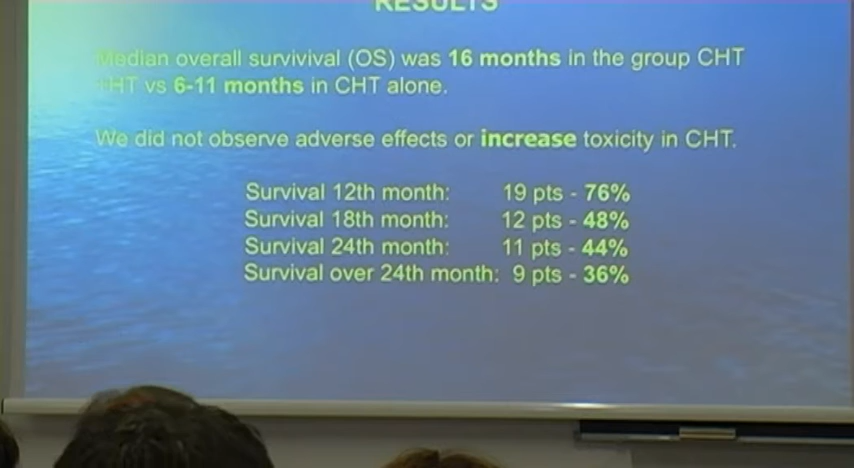 RESULTS
Median overall survivival (OS) was 16 months in the group CHT
+HT vs 6-11 months in CHT alone.
We did not observe adverse effects or increase toxicity in CHT.
Survival 12th month: 19 pts - 76%
Survival 18th month: 12 pts - 48%
Survival 24th month: 11 pts - 44%
Survival over 24th month: 9 pts - 36%